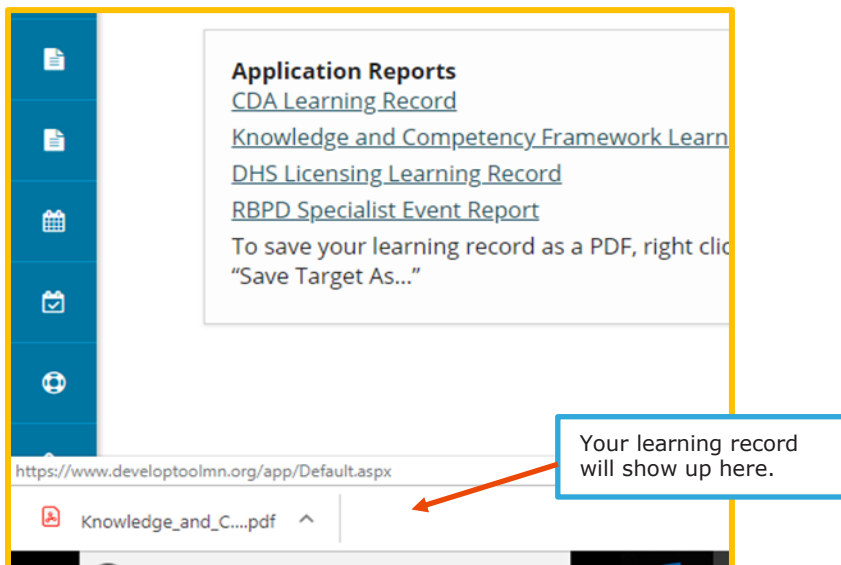 Application Reports
CDA Learning Record
Knowledge and Competency Framework Learn
DHS Licensing Learning Record
RBPD Specialist Event Report
To save your learning record as a PDF, right clic
“Save Target As...”
Your learning record
will show up here.
https://www.developtoolmn.org/app/Default.aspx
Knowledge_and_C....pdf